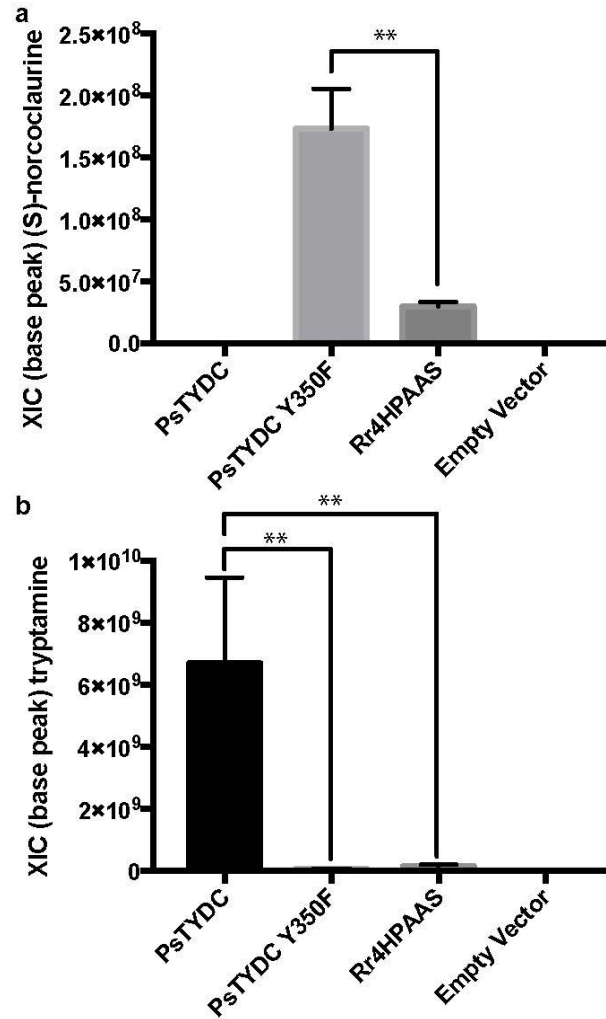 a
XIC (base peak) (S)-norcoclaurine
2.5×10⁸
2.0×10⁸
1.5×10⁸
1.0×10⁸
5.0×10⁷
0.0
**
PsTYDC
PsTYDC Y350F
Rr4HPAAS
Empty Vector
b
XIC (base peak) tryptamine
1×10¹⁰
8×10⁹
6×10⁹
4×10⁹
2×10⁹
0
**
**
PsTYDC
PsTYDC Y350F
Rr4HPAAS
Empty Vector